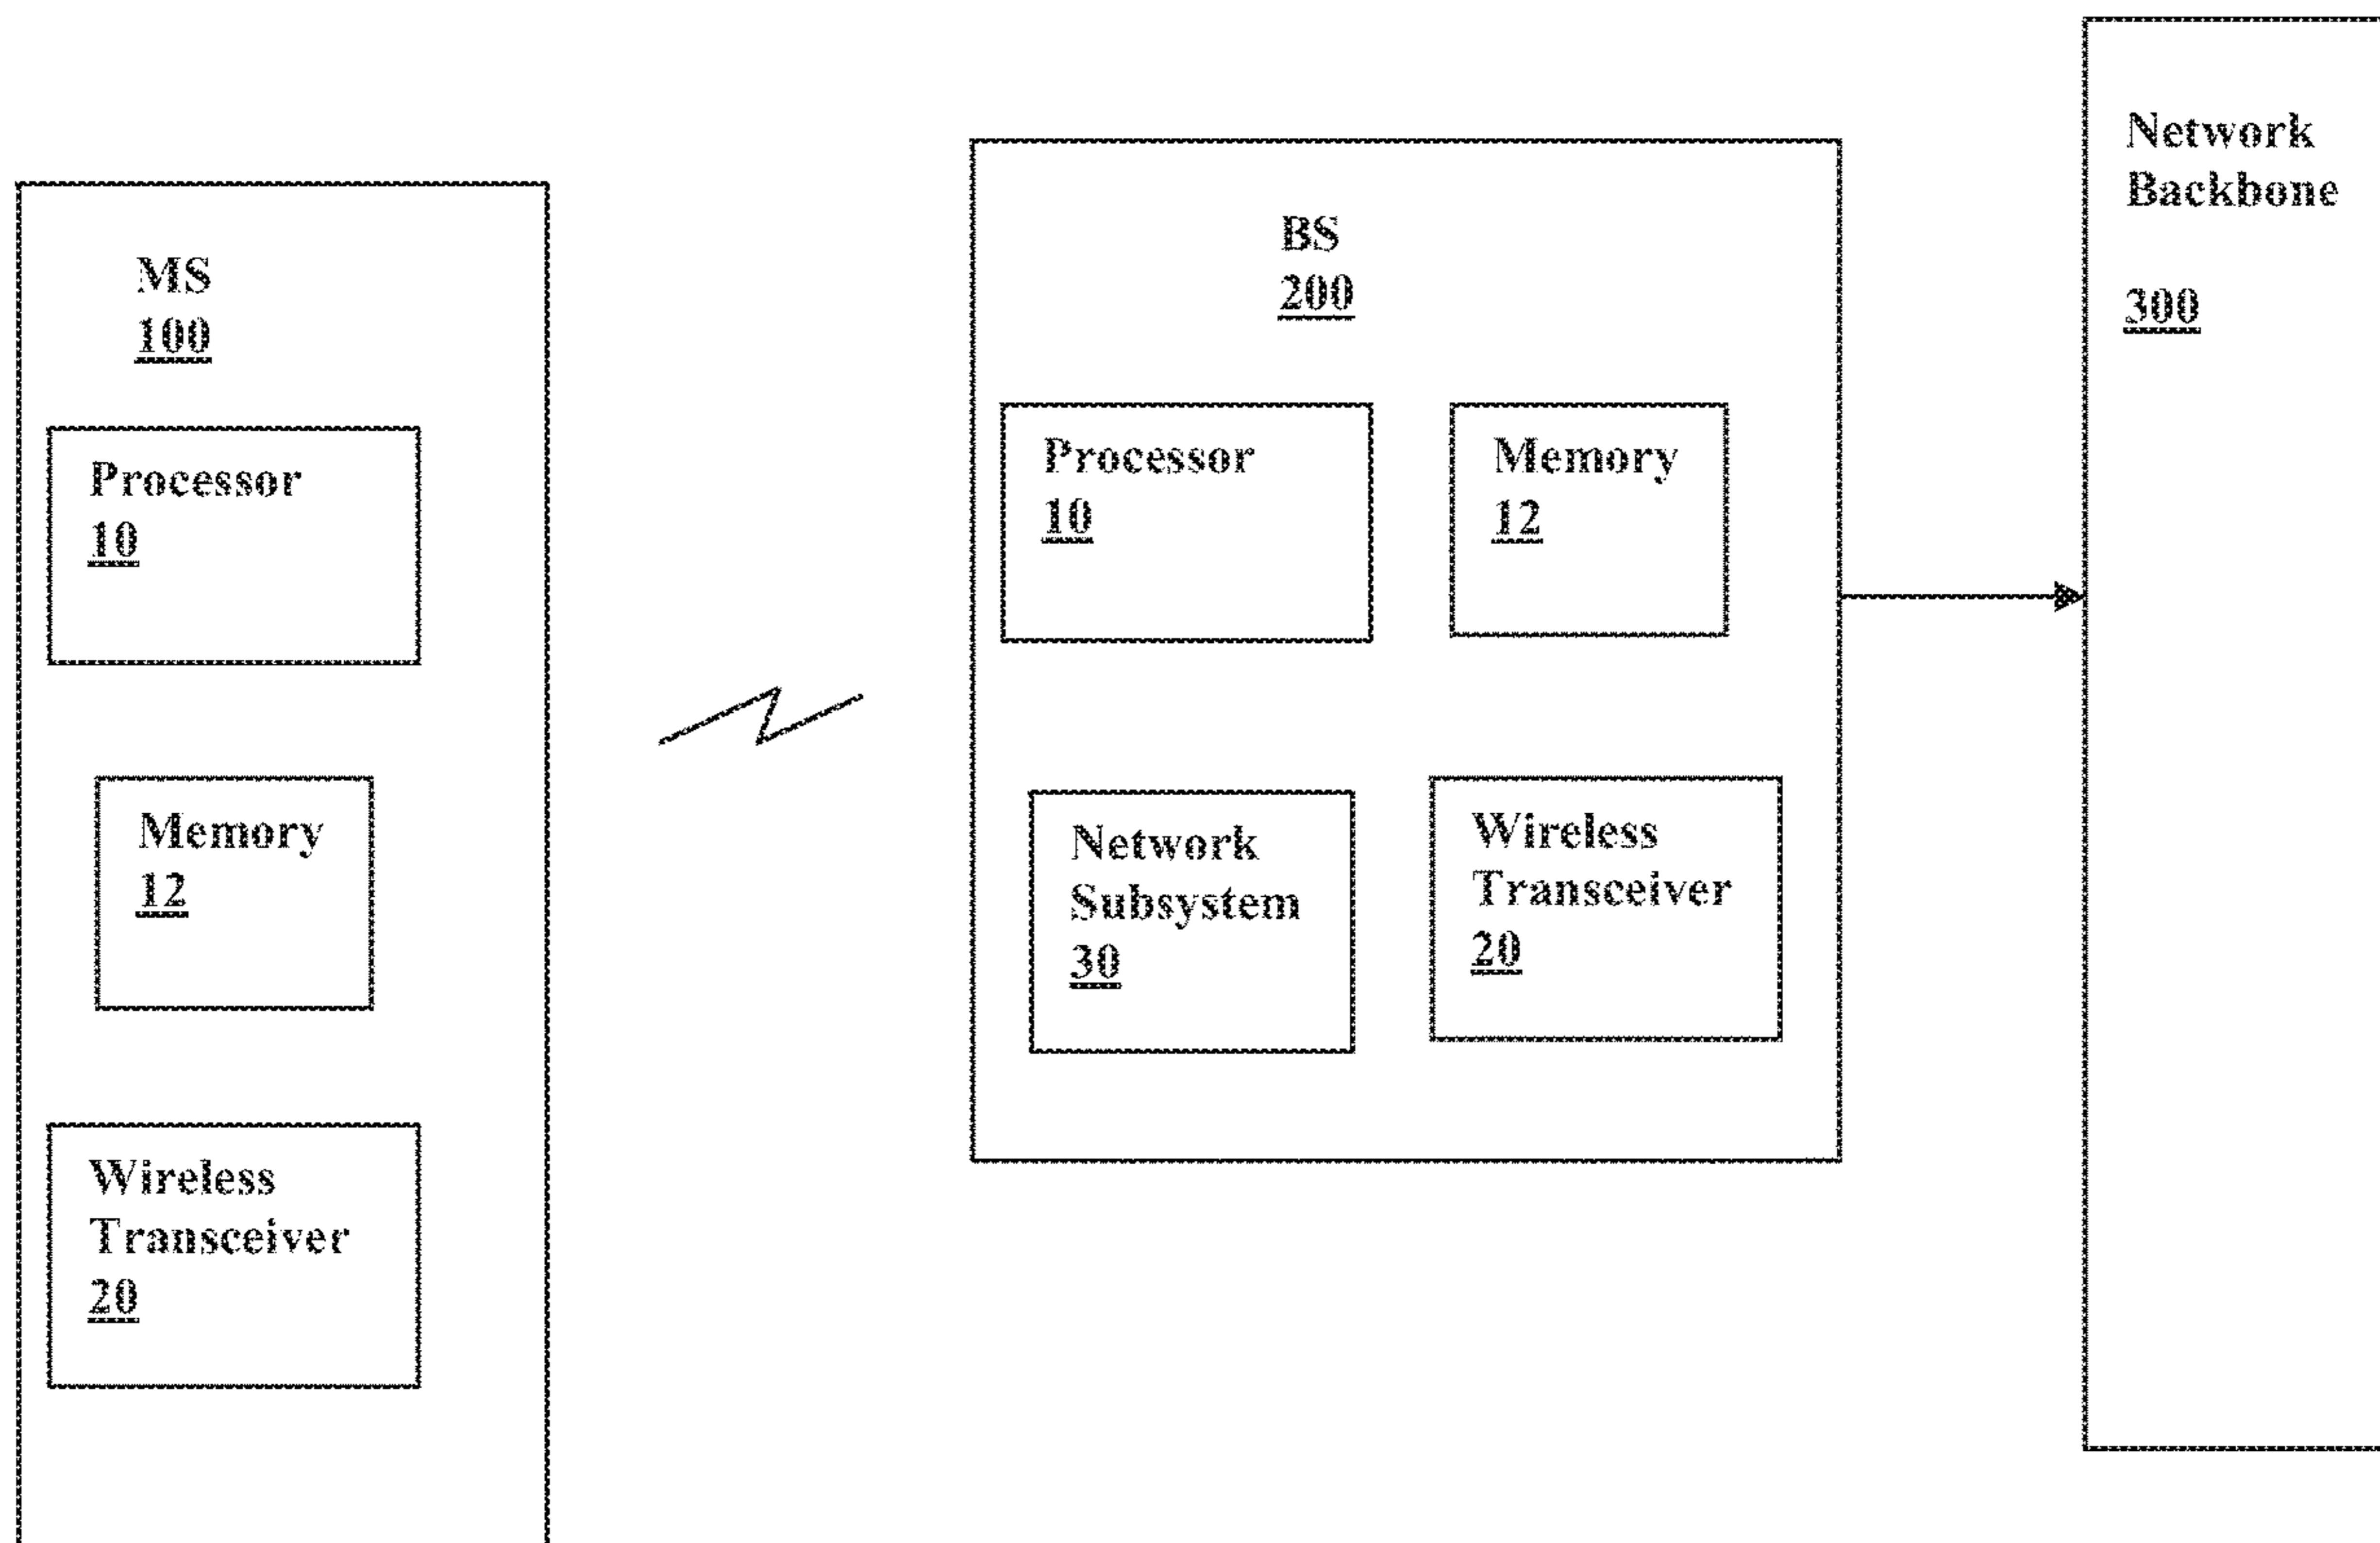 MS
100
Processor
10
Memory
12
Wireless
Transceiver
20
BS
200
Processor
10
Memory
12
Network
Subsystem
30
Wireless
Transceiver
20
Network
Backbone
300